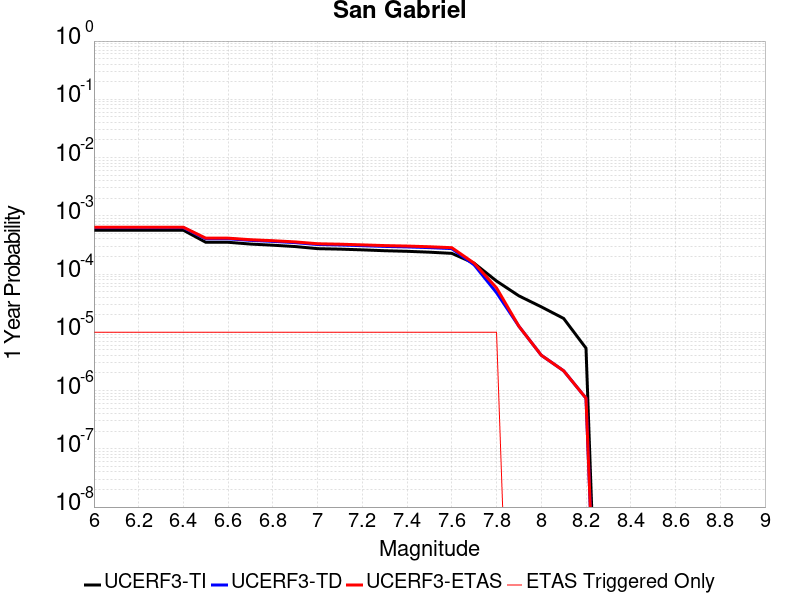 San Gabriel
10^0
10^-1
10^-2
10^-3
10^-4
10^-5
10^-6
10^-7
10^-8
1 Year Probability
6 6.2 6.4 6.6 6.8 7 7.2 7.4 7.6 7.8 8 8.2 8.4 8.6 8.8 9
Magnitude
UCERF3-TI UCERF3-TD UCERF3-ETAS ETAS Triggered Only